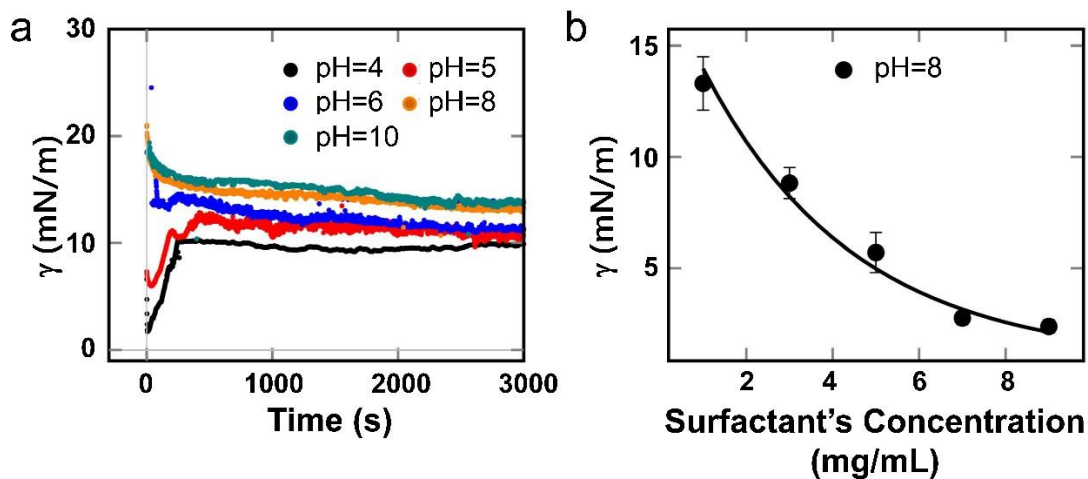 a
30
20
10
0
γ (mN/m)
pH=4 pH=5
pH=6 pH=8
pH=10
0 1000 2000 3000
Time (s)
b
15
10
5
γ (mN/m)
pH=8
2 4 6 8
Surfactant's Concentration
(mg/mL)